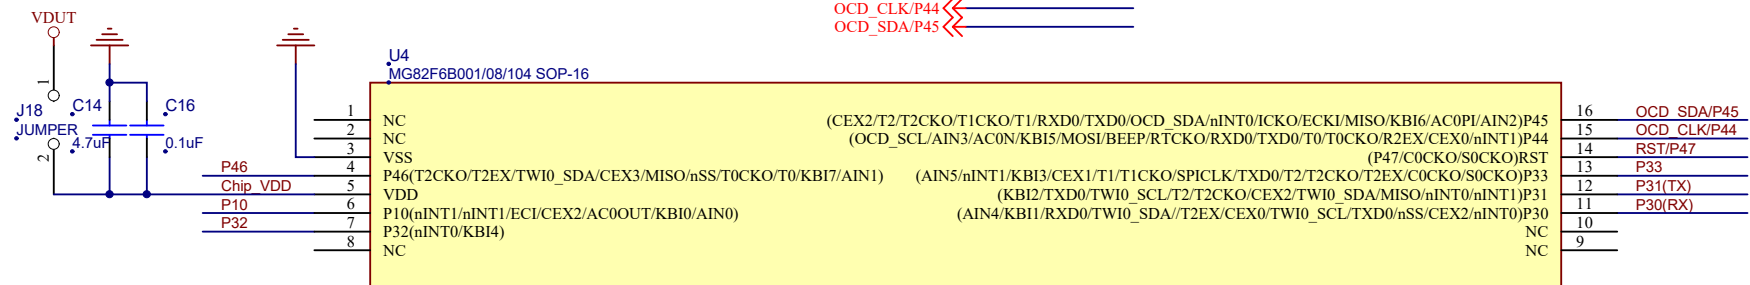 VDUT
1
J18
JUMPER
2
C14
4.7uF
C16
0.1uF
OCD_CLK/P44
OCD_SDA/P45
U4
MG82F6B001/08/104 SOP-16
1 NC
2 NC
3 VSS
P46 4 P46(T2CKO/T2EX/TWI0_SDA/CEX3/MISO/nSS/T0CKO/T0/KBI7/AIN1)
Chip_VDD 5 VDD
P10 6 P10(nINT1/nINT1/ECI/CEX2/AC0OUT/KBI0/AIN0)
P32 7 P32(nINT0/KBI4)
8 NC
(CEX2/T2/T2CKO/T1CKO/T1/RXD0/TXD0/OCD_SDA/nINT0/ICKO/ECKI/MISO/KBI6/AC0PI/AIN2)P45 16 OCD_SDA/P45
(OCD_SCL/AIN3/AC0N/KBI5/MOSI/BEEP/RTCKO/RXD0/TXD0/T0/T0CKO/R2EX/CEX0/nINT1)P44 15 OCD_CLK/P44
(P47/C0CKO/S0CKO)RST 14 RST/P47
(AIN5/nINT1/KBI3/CEX1/T1/T1CKO/SPICLK/TXD0/T2/T2CKO/T2EX/C0CKO/S0CKO)P33 13 P33
(KBI2/TXD0/TWI0_SCL/T2/T2CKO/CEX2/TWI0_SDA/MISO/nINT0/nINT1)P31 12 P31(TX)
(AIN4/KBI1/RXD0/TWI0_SDA//T2EX/CEX0/TWI0_SCL/TXD0/nSS/CEX2/nINT0)P30 11 P30(RX)
NC 10
NC 9